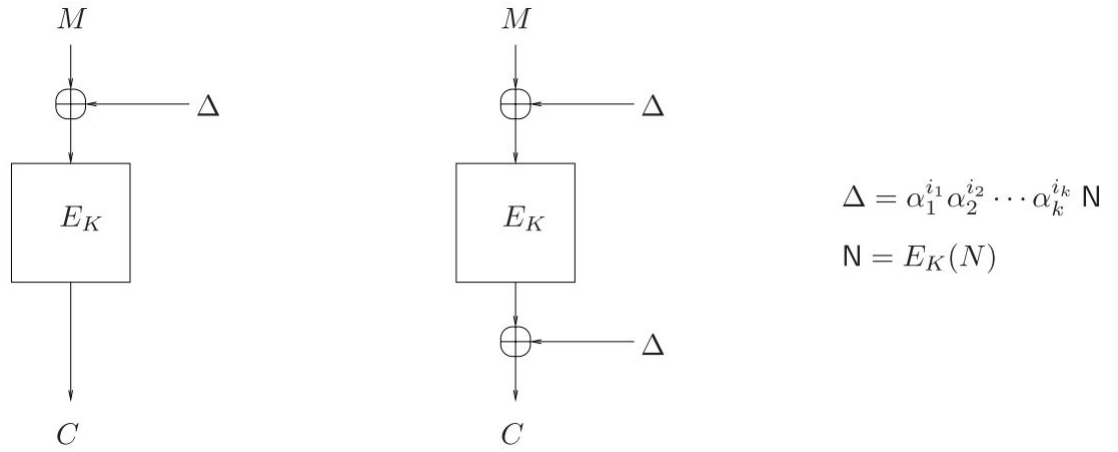 M M
Δ Δ
E_K E_K
Δ = α_1^{i_1} α_2^{i_2} ··· α_k^{i_k} N
N = E_K(N)
Δ
C C